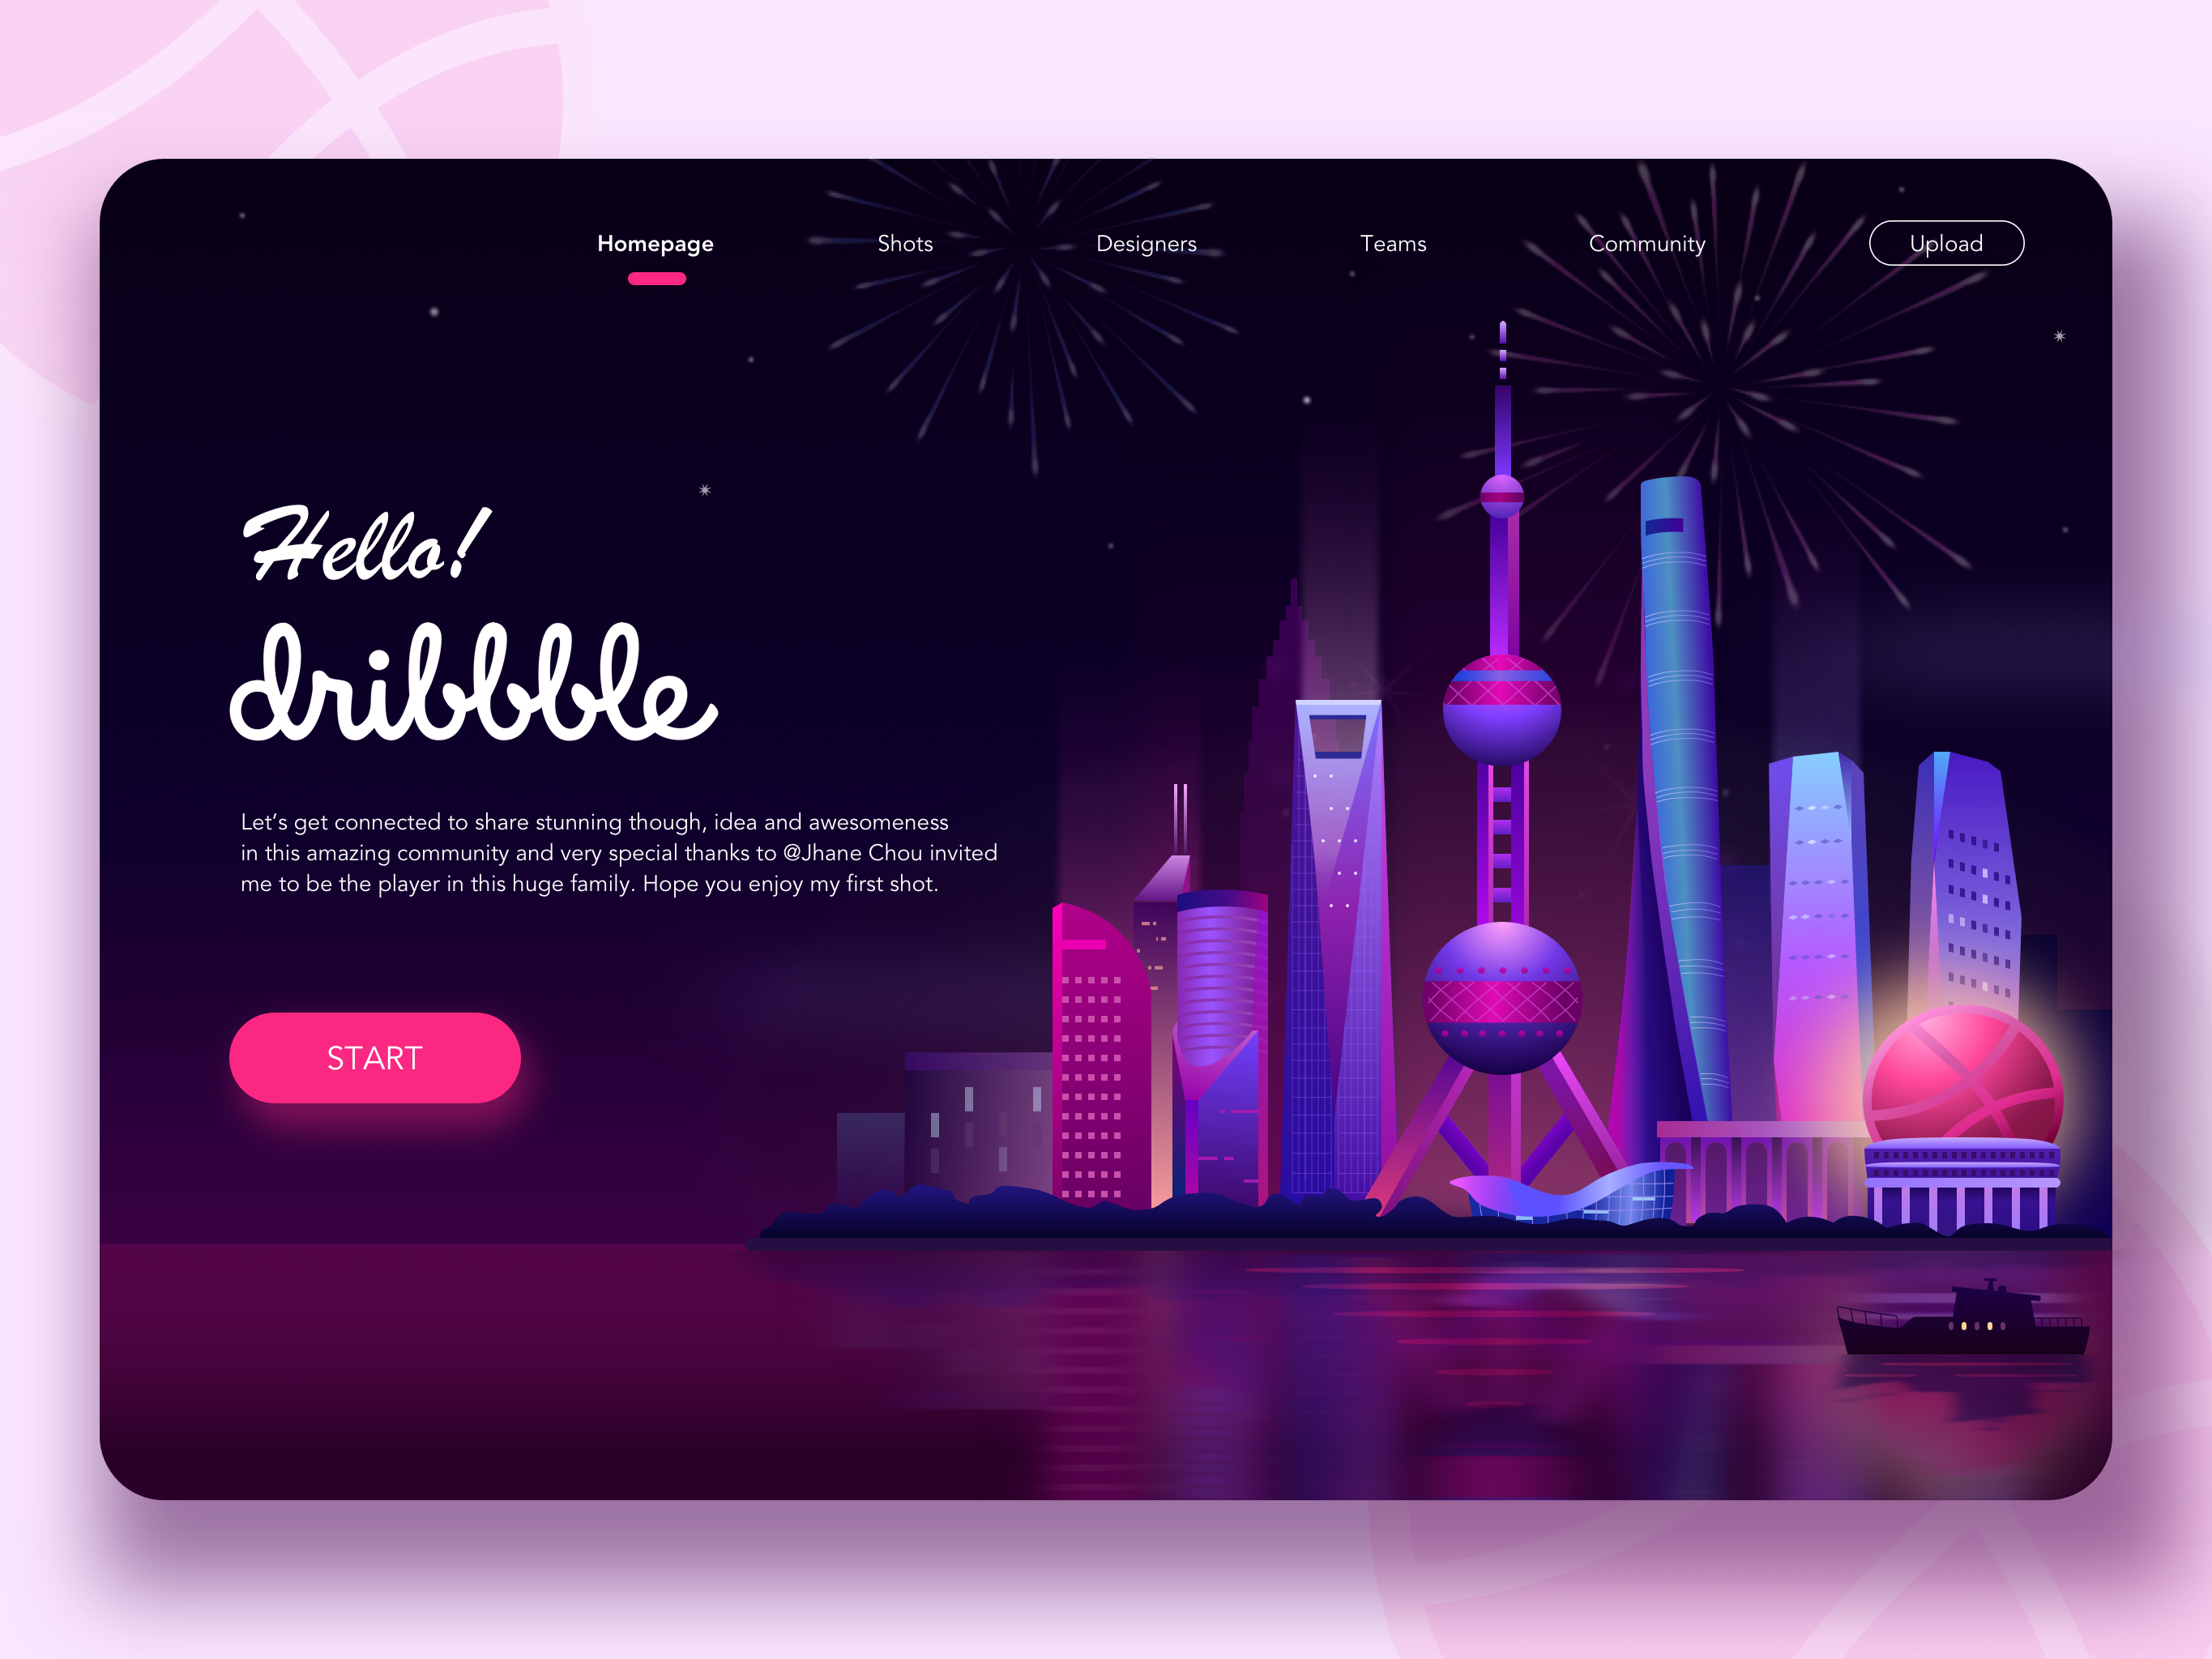 Homepage Shots Designers Teams Community Upload
Hello!
dribbble
Let’s get connected to share stunning though, idea and awesomeness
in this amazing community and very special thanks to @Jhane Chou invited
me to be the player in this huge family. Hope you enjoy my first shot.
START